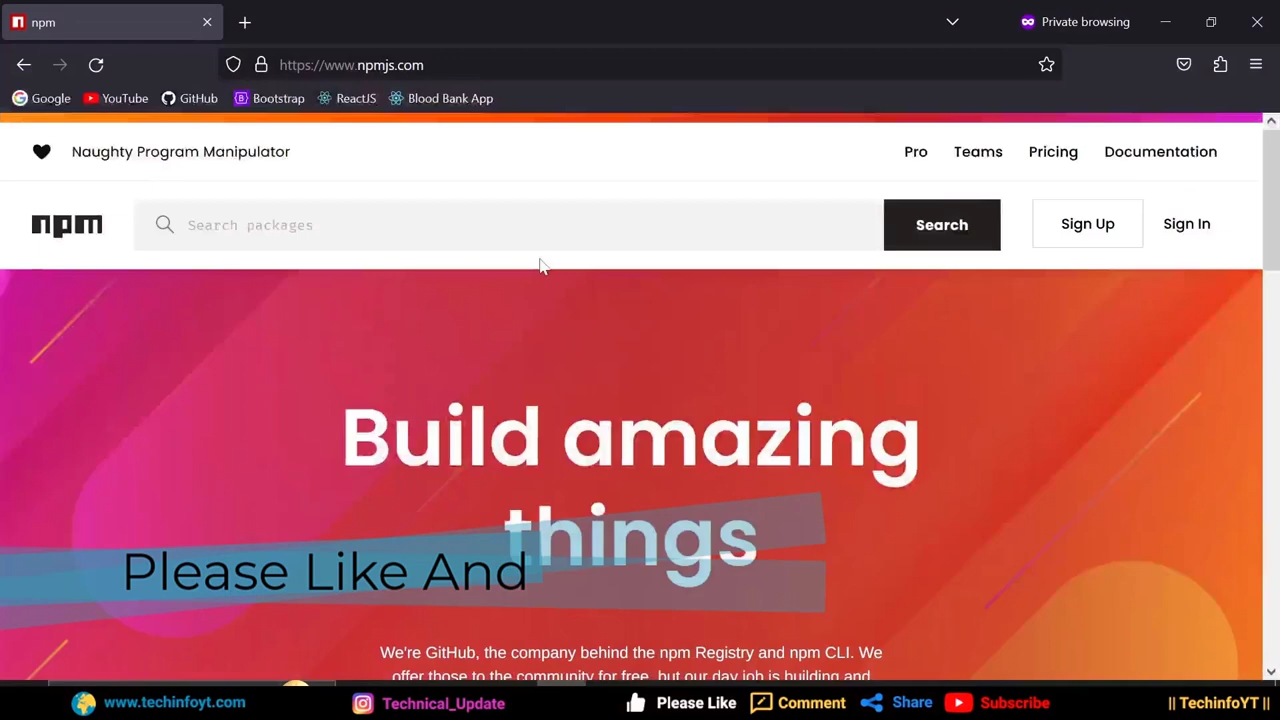 npm
Private browsing
https://www.npmjs.com
Google
YouTube
GitHub
Bootstrap
ReactJS
Blood Bank App
Naughty Program Manipulator
Pro
Teams
Pricing
Documentation
npm
Search packages
Search
Sign Up
Sign In
Build amazing
things
Please Like And
We're GitHub, the company behind the npm Registry and npm CLI. We
offer those to the community for free, but our day job is building and
www.techinfoyt.com
Technical_Update
Please Like
Comment
Share
Subscribe
|| TechinfoYT ||